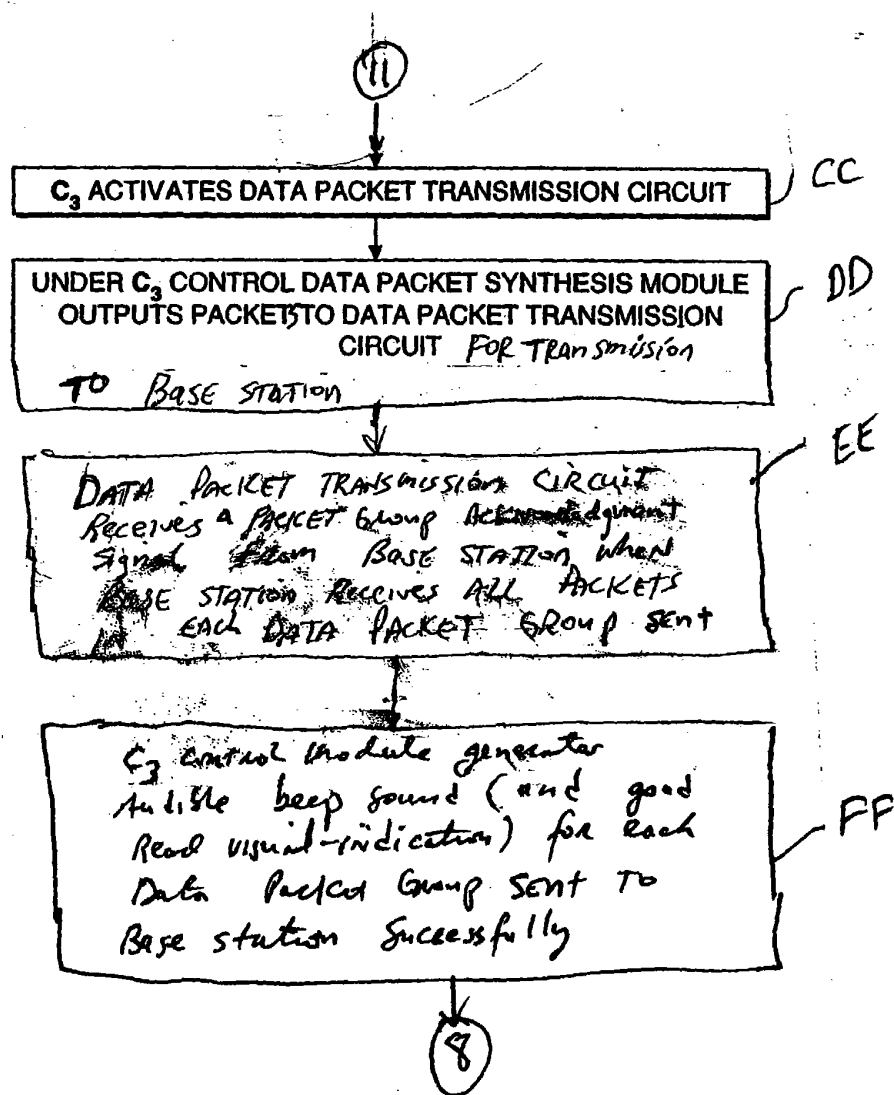 11
C₃ ACTIVATES DATA PACKET TRANSMISSION CIRCUIT
CC
UNDER C₃ CONTROL DATA PACKET SYNTHESIS MODULE
OUTPUTS PACKETS TO DATA PACKET TRANSMISSION
CIRCUIT FOR TRANSMISSION
TO BASE STATION
DD
DATA PACKET TRANSMISSION CIRCUIT
Receives a PACKET Group Acknowledgment
Signal From BASE STATION when
BASE STATION Receives ALL PACKETS
EACH DATA PACKET GROUP SENT
EE
C₃ control module generates
Audible beep sound (and good
Read visual-indication) for each
Data Packet Group SENT TO
Base station Successfully
FF
8